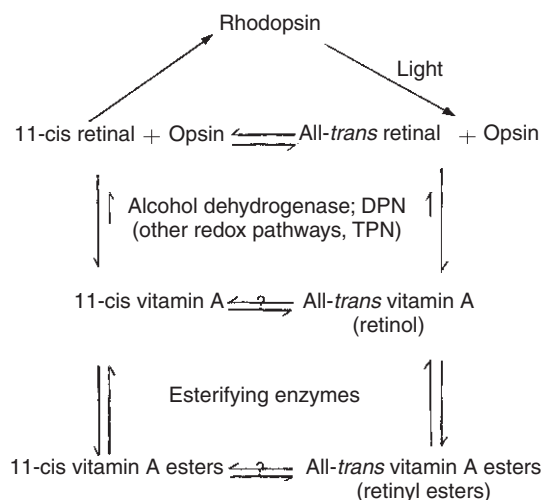 Rhodopsin
Light
11-cis retinal + Opsin All-trans retinal + Opsin
Alcohol dehydrogenase; DPN
(other redox pathways, TPN)
11-cis vitamin A ? All-trans vitamin A
(retinol)
Esterifying enzymes
11-cis vitamin A esters ? All-trans vitamin A esters
(retinyl esters)